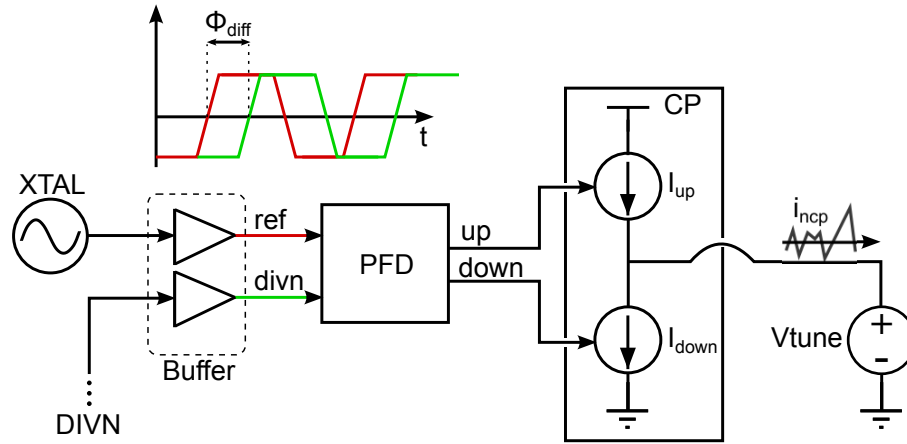 Φdiff
t
CP
XTAL
ref
divn
PFD
up
down
Iup
Idown
incp
Buffer
DIVN
Vtune
+
-